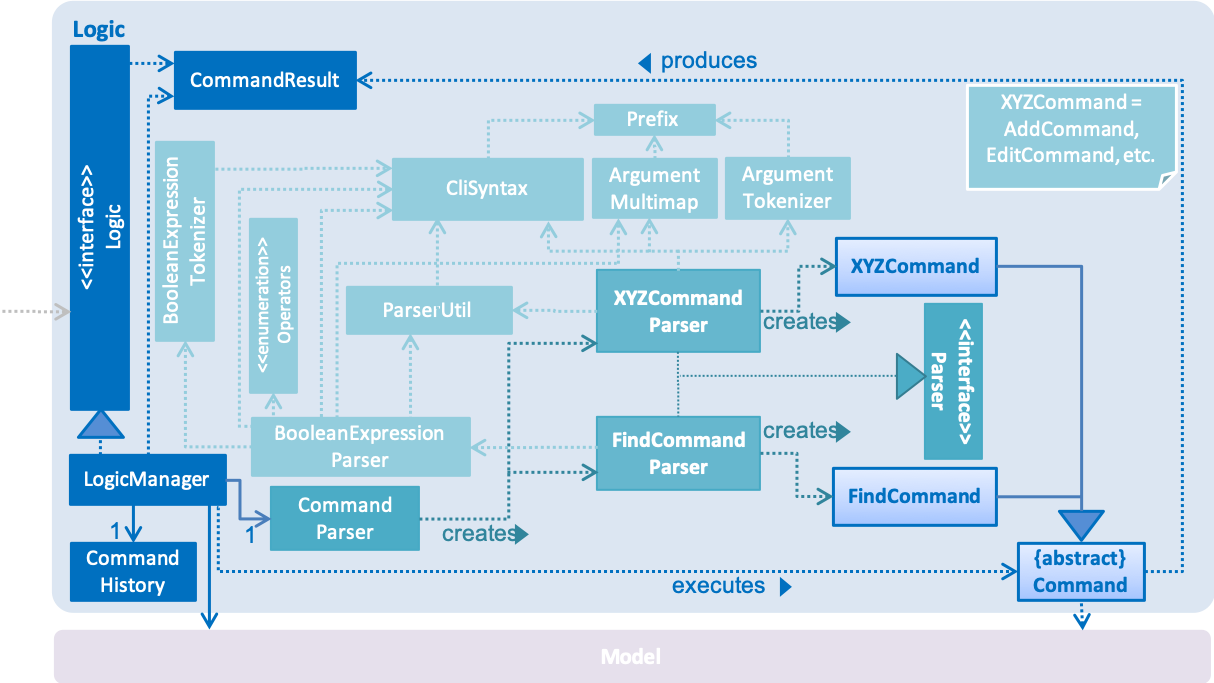 Logic
<<interface>>
Logic
CommandResult
produces
XYZCommand =
AddCommand,
EditCommand, etc.
Prefix
BooleanExpression
Tokenizer
CliSyntax
Argument
Multimap
Argument
Tokenizer
<<enumeration>>
Operators
XYZCommand
ParserUtil
XYZCommand
Parser
creates
<<interface>>
Parser
BooleanExpression
Parser
FindCommand
Parser
creates
LogicManager
FindCommand
Command
Parser
1
1
creates
Command
History
{abstract}
Command
executes
Model